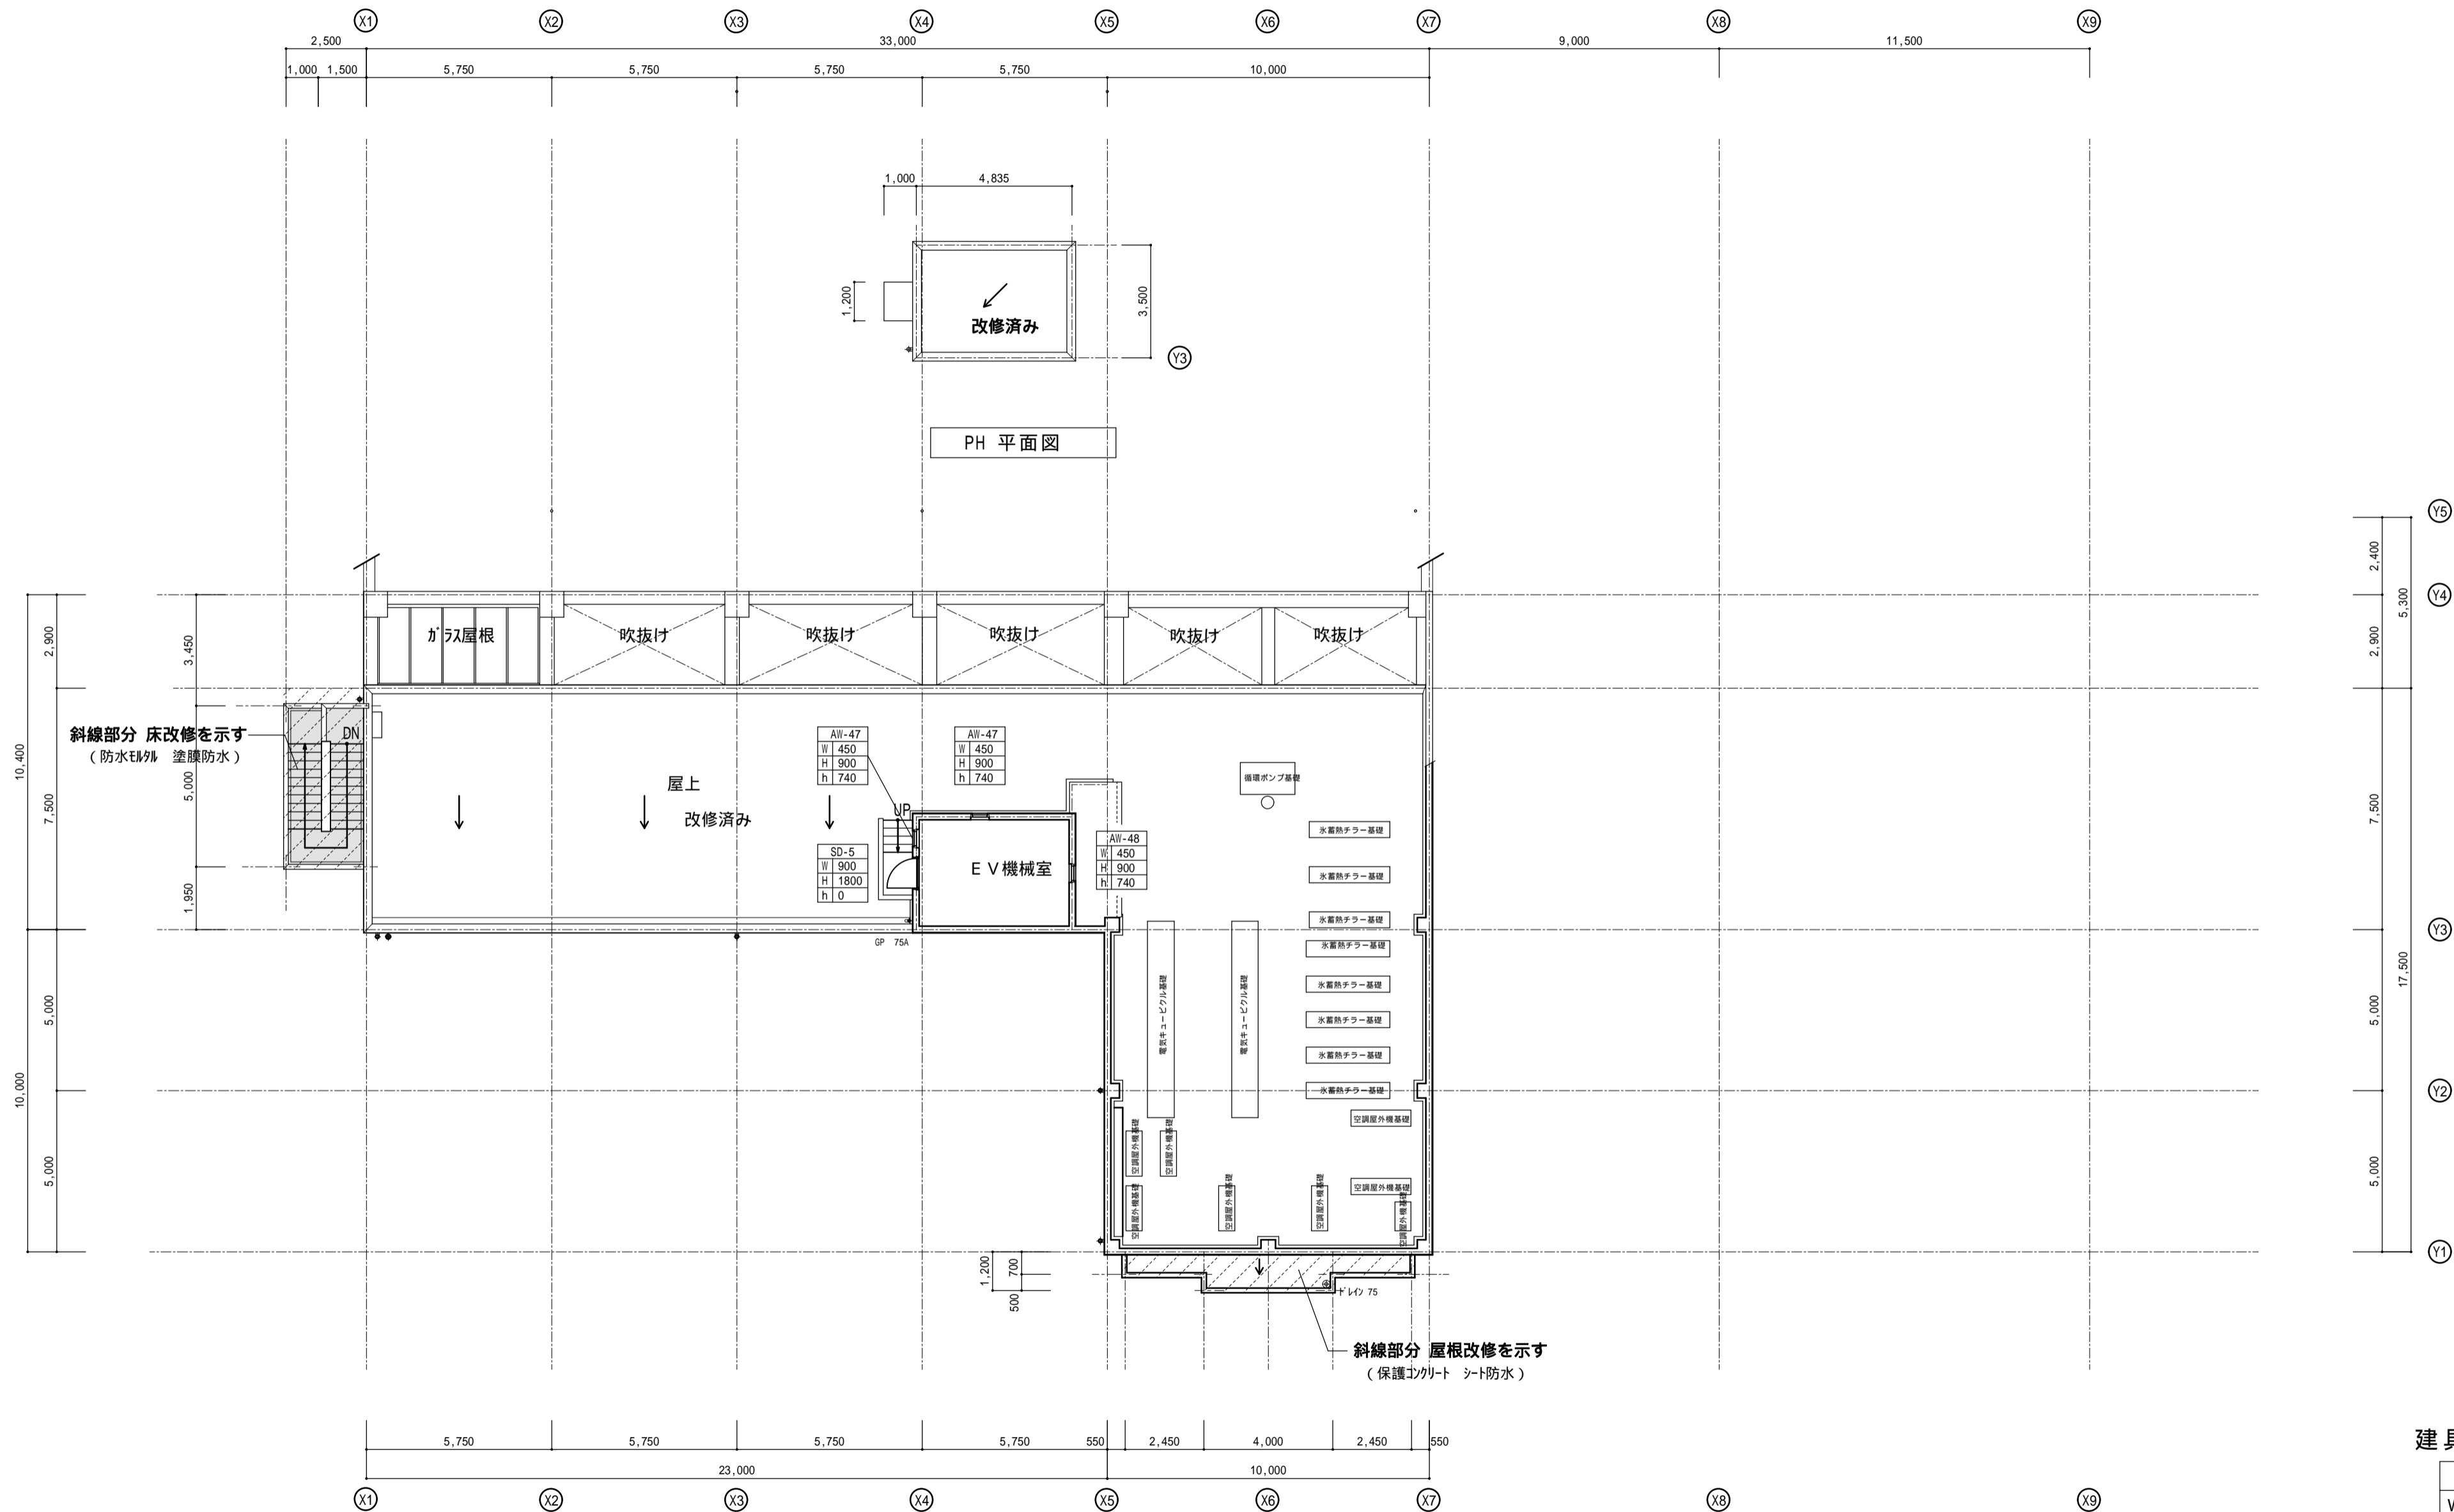 X1 X2 X3 X4 X5 X6 X7 X8 X9
2,500 33,000 9,000 11,500
1,000 1,500 5,750 5,750 5,750 5,750 10,000
1,000 4,835
1,200
3,500
改修済み
Y3
PH 平面図
Y5
2,400
Y4
5,300
2,900
3,450
2,900
ｶﾞﾗｽ屋根 吹抜け 吹抜け 吹抜け 吹抜け 吹抜け
斜線部分 床改修を示す
（防水ﾓﾙﾀﾙ 塗膜防水）
DN
10,400
7,500
5,000
1,950
屋上
改修済み
AW-47
W 450
H 900
h 740
AW-47
W 450
H 900
h 740
UP
SD-5
W 900
H 1800
h 0
ＥＶ機械室
AW-48
W 450
H 900
h 740
循環ポンプ基礎
氷蓄熱チラー基礎
氷蓄熱チラー基礎
氷蓄熱チラー基礎
氷蓄熱チラー基礎
氷蓄熱チラー基礎
氷蓄熱チラー基礎
氷蓄熱チラー基礎
氷蓄熱チラー基礎
7,500
GP 75A
Y3
17,500
電気キュービクル基礎
電気キュービクル基礎
10,000
5,000
5,000
Y2
空調屋外機基礎
空調屋外機基礎
空調屋外機基礎
空調屋外機基礎
空調屋外機基礎
空調屋外機基礎
空調屋外機基礎
空調屋外機基礎
5,000
5,000
Y1
1,200
700
500
ﾄﾞﾚｲﾝ 75
斜線部分 屋根改修を示す
（保護ｺﾝｸﾘｰﾄ ｼｰﾄ防水）
5,750 5,750 5,750 5,750 550 2,450 4,000 2,450 550
23,000 10,000
X1 X2 X3 X4 X5 X6 X7 X8 X9
建